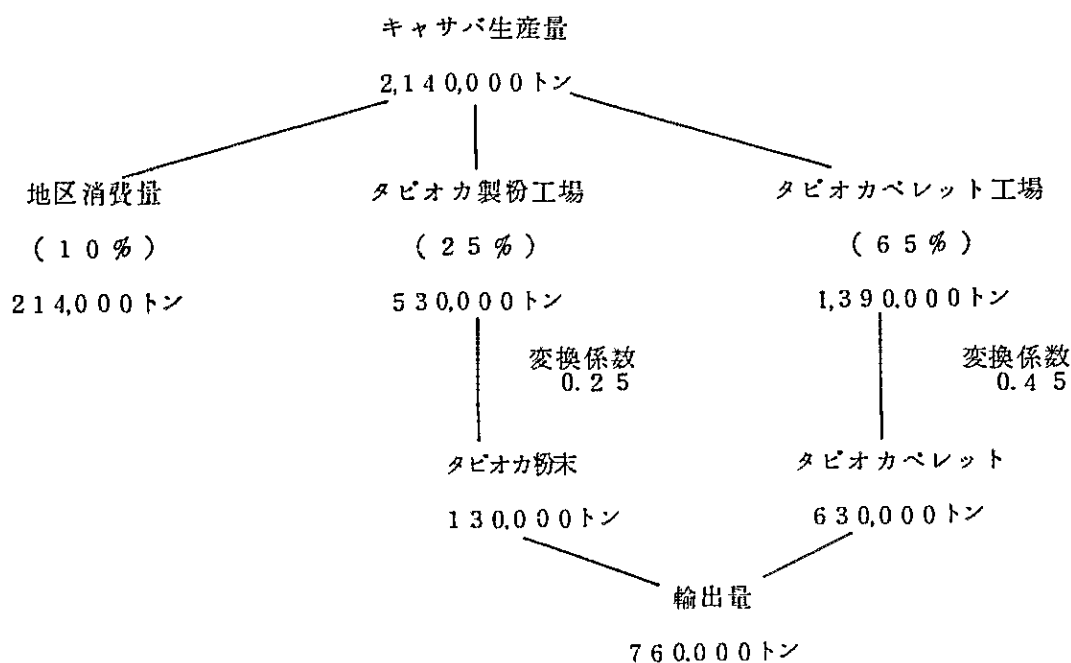 キャサバ生産量
2,140,000トン
地区消費量 タピオカ製粉工場 タピオカペレット工場
(10%) (25%) (65%)
214,000トン 530,000トン 1,390.000トン
変換係数 変換係数
0.25 0.45
タピオカ粉末 タピオカペレット
130.000トン 630,000トン
輸出量
760.000トン